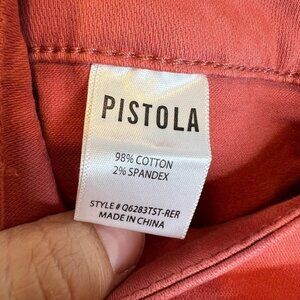 PISTOLA
98% COTTON
2% SPANDEX
STYLE # Q6283TST-RER
MADE IN CHINA